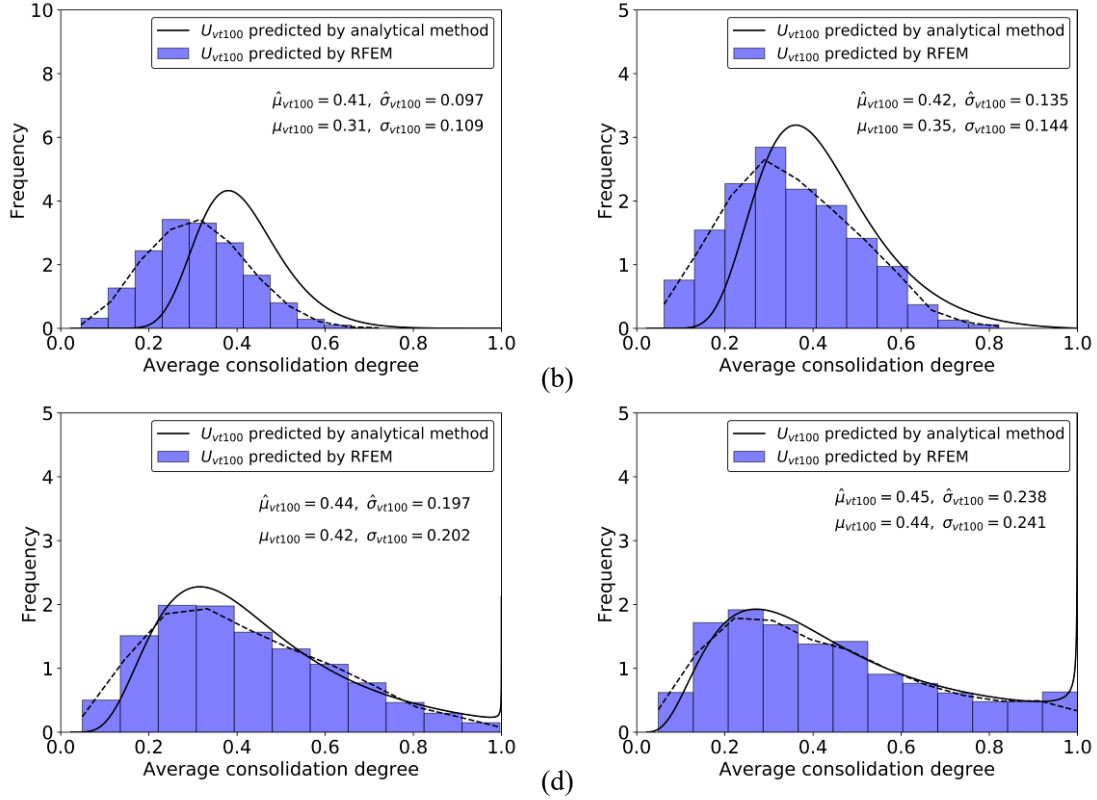 10
8
6
4
2
0
Frequency
U_vt100 predicted by analytical method
U_vt100 predicted by RFEM
μ̂_vt100 = 0.41, σ̂_vt100 = 0.097
μ_vt100 = 0.31, σ_vt100 = 0.109
0.0 0.2 0.4 0.6 0.8 1.0
Average consolidation degree
5
4
3
2
1
0
Frequency
U_vt100 predicted by analytical method
U_vt100 predicted by RFEM
μ̂_vt100 = 0.42, σ̂_vt100 = 0.135
μ_vt100 = 0.35, σ_vt100 = 0.144
0.0 0.2 0.4 0.6 0.8 1.0
Average consolidation degree
(b)
5
4
3
2
1
0
Frequency
U_vt100 predicted by analytical method
U_vt100 predicted by RFEM
μ̂_vt100 = 0.44, σ̂_vt100 = 0.197
μ_vt100 = 0.42, σ_vt100 = 0.202
0.0 0.2 0.4 0.6 0.8 1.0
Average consolidation degree
5
4
3
2
1
0
Frequency
U_vt100 predicted by analytical method
U_vt100 predicted by RFEM
μ̂_vt100 = 0.45, σ̂_vt100 = 0.238
μ_vt100 = 0.44, σ_vt100 = 0.241
0.0 0.2 0.4 0.6 0.8 1.0
Average consolidation degree
(d)